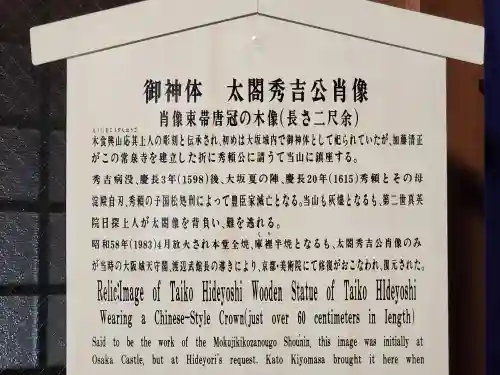 御神体 太閤秀吉公肖像
肖像束帯唐冠の木像(長さ二尺余)
木食興山応其上人の彫刻と伝承され、初めは大坂城内で御神体として祀られていたが、加藤清正
がこの常泉寺を建立した折に秀頼公に請うて当山に鎮座する。
秀吉病没、慶長3年(1598)後、大坂夏の陣、慶長20年(1615)秀頼とその母
淀殿自刃、秀頼の子国松処刑によって豊臣家滅亡となる。当山も灰燼となるも、第二世真英
院日探上人が太閤像を背負い、難を逃れる。
昭和58年(1983)4月放火され本堂全焼、庫裡半焼となるも、太閤秀吉公肖像のみ
が当時の大阪城天守閣、渡辺武館長の導きにより、京都・美術院にて修復がおこなわれ、復元された。
Relic:Image of Taiko HIdeyoshi Wooden Statue of Taiko HIdeyoshi
Wearing a Chinese-Style Crown(just over 60 centimeters in length)
Said to be the work of the Mokujikikozanougo Shounin, this image was initially at
Osaka Castle, but at Hideyori's request. Kato Kiyomasa brought it here when